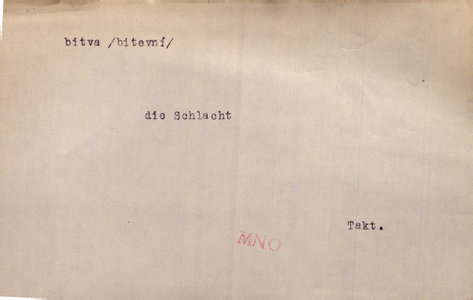 bitva /bitevní/
die Schlacht
Takt.
MNO